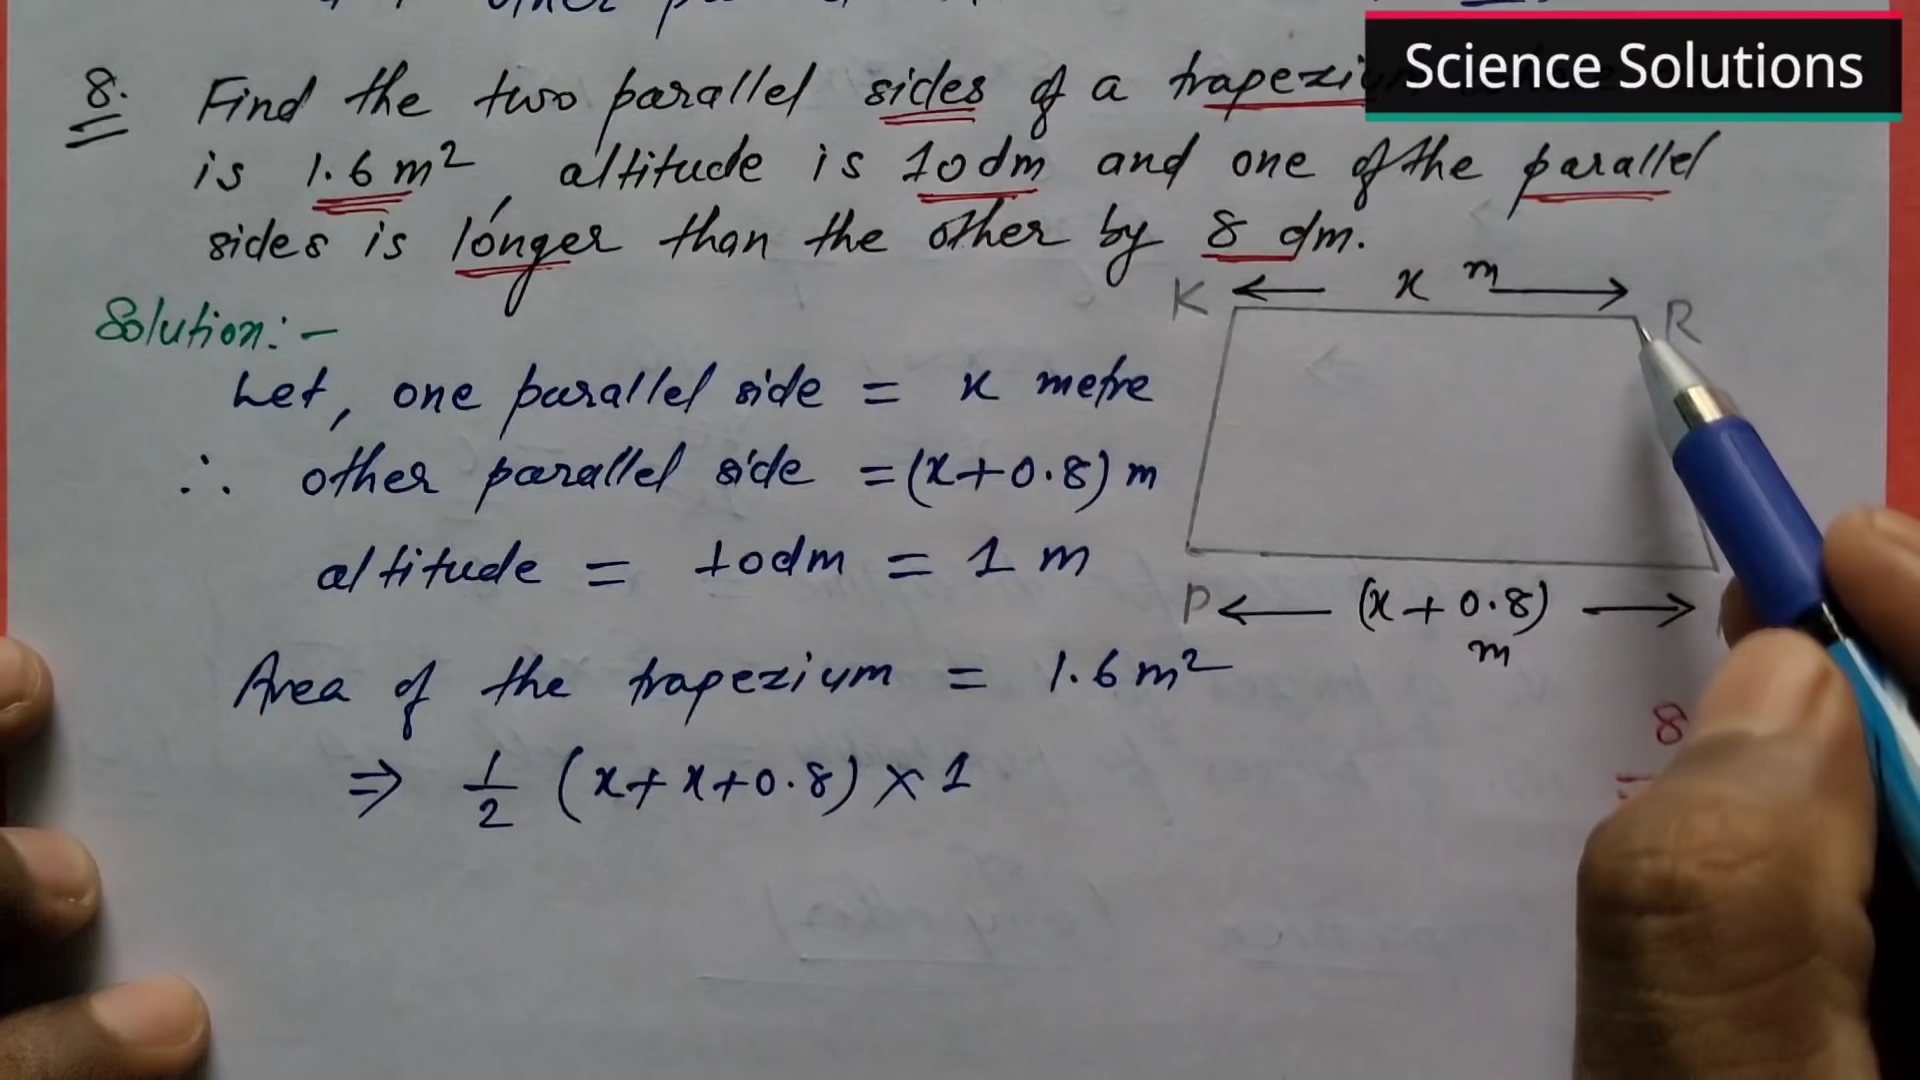 Science Solutions
8. Find the two parallel sides of a
is 1.6 m², altitude is 10 dm and one of the parallel
sides is longer than the other by 8 dm.
K x m R
Solution:-
Let, one parallel side = x metre
∴ other parallel side = (x+0.8) m
altitude = 10dm = 1 m
P (x+0.8)
m
Area of the trapezium = 1.6 m²
8
⇒ 1/2 (x+x+0.8) × 1